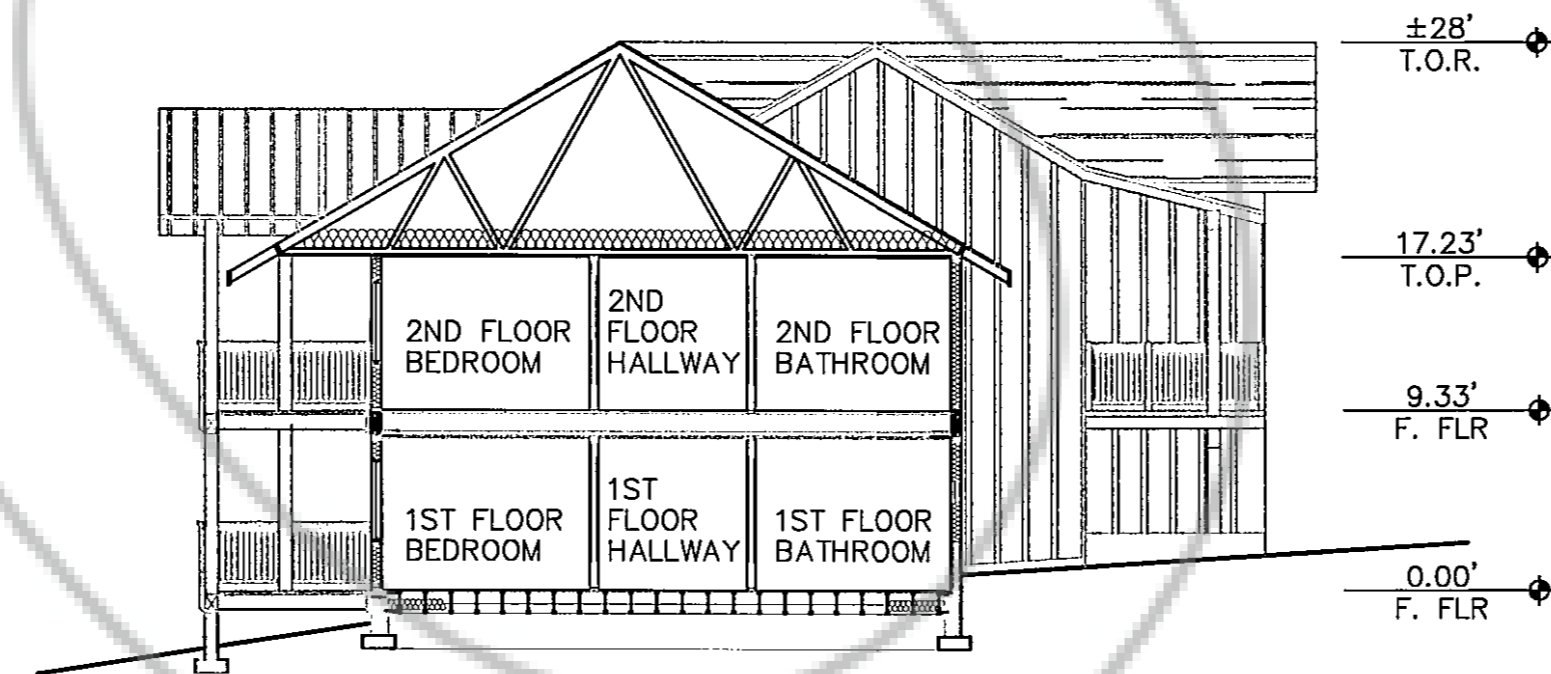 ±28'
T.O.R.
17.23'
T.O.P.
2ND FLOOR
BEDROOM
2ND
FLOOR
HALLWAY
2ND FLOOR
BATHROOM
9.33'
F. FLR
1ST FLOOR
BEDROOM
1ST
FLOOR
HALLWAY
1ST FLOOR
BATHROOM
0.00'
F. FLR